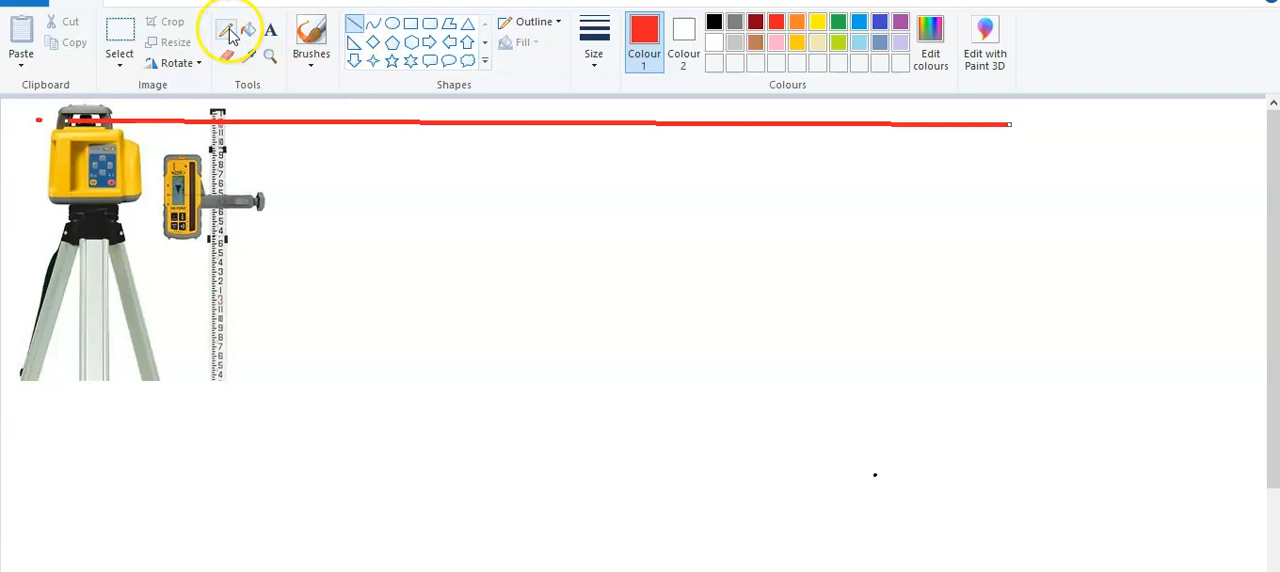 Paste
Cut
Copy
Clipboard
Select
Crop
Resize
Rotate
Image
A
Tools
Brushes
Shapes
Outline
Fill
Size
Colour 1
Colour 2
Colours
Edit colours
Edit with Paint 3D